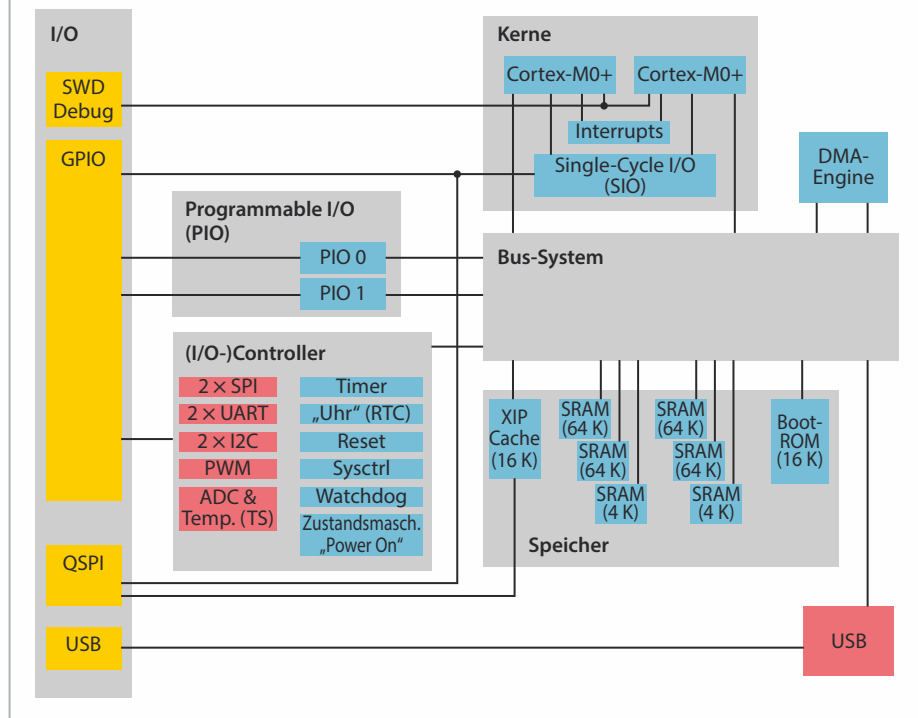 I/O
SWD
Debug
GPIO
QSPI
USB
Kerne
Cortex-M0+
Cortex-M0+
Interrupts
Single-Cycle I/O
(SIO)
DMA-
Engine
Programmable I/O
(PIO)
PIO 0
PIO 1
Bus-System
(I/O-)Controller
2 × SPI
2 × UART
2 × I2C
PWM
ADC &
Temp. (TS)
Timer
„Uhr“ (RTC)
Reset
Sysctrl
Watchdog
Zustandsmasch.
„Power On“
XIP
Cache
(16 K)
SRAM
(64 K)
SRAM
(64 K)
SRAM
(4 K)
SRAM
(64 K)
SRAM
(64 K)
SRAM
(4 K)
Boot-
ROM
(16 K)
Speicher
USB